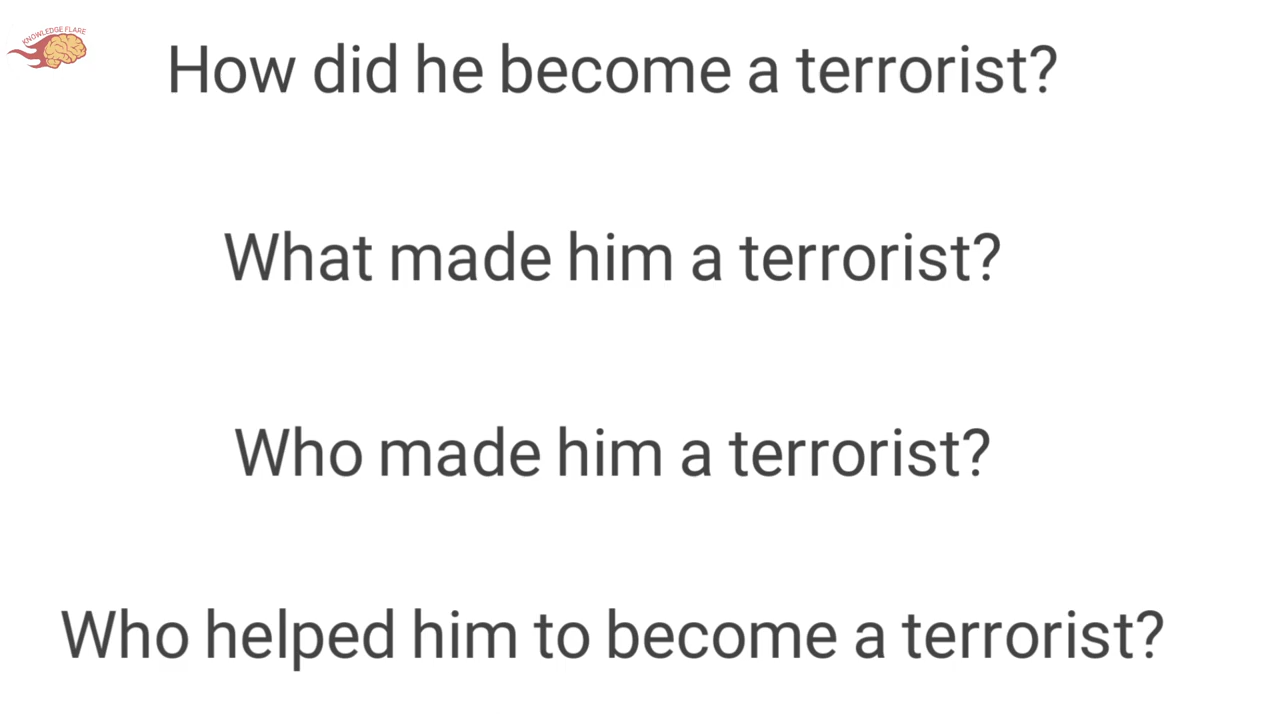 KNOWLEDGE FLARE
How did he become a terrorist?
What made him a terrorist?
Who made him a terrorist?
Who helped him to become a terrorist?